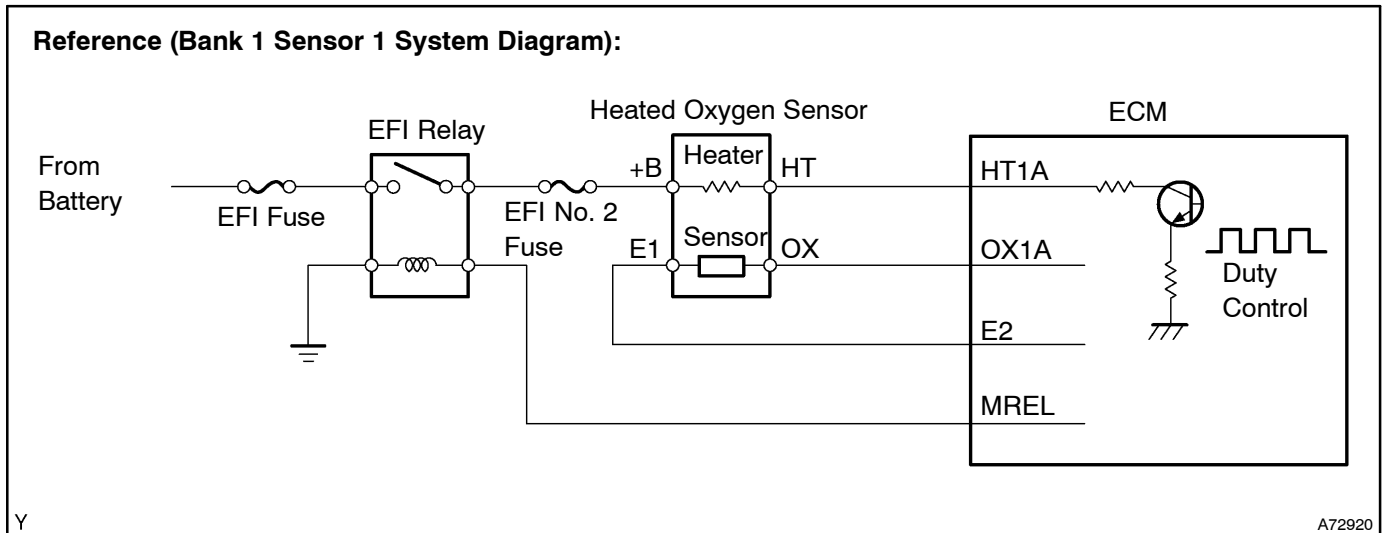 Reference (Bank 1 Sensor 1 System Diagram):
Heated Oxygen Sensor
ECM
EFI Relay
From
Battery
+B
Heater
HT
HT1A
EFI Fuse
EFI No. 2
Fuse
E1
Sensor
OX
OX1A
Duty
Control
E2
MREL
Y
A72920